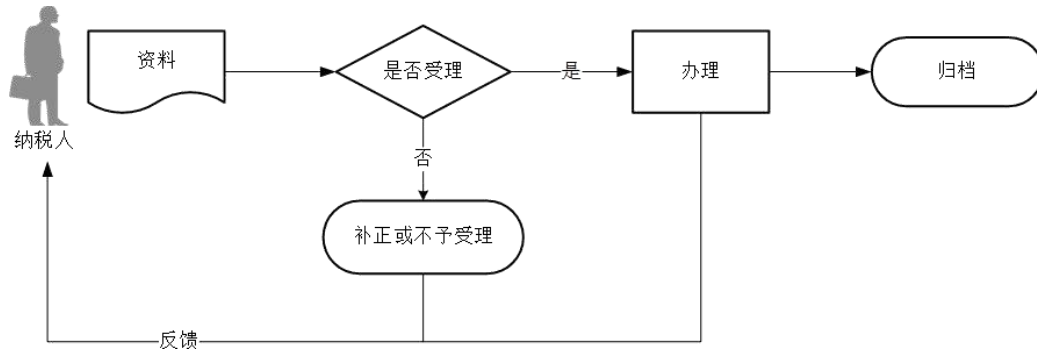 资料
是否受理
是
办理
归档
纳税人
否
补正或不予受理
反馈